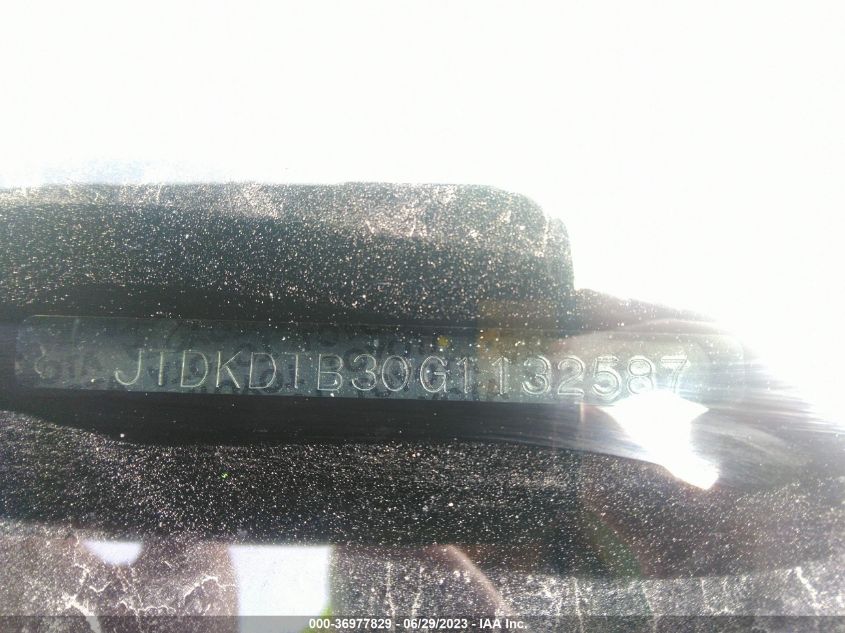 JTDKDTB30G1132587
000-36977829 - 06/29/2023 - IAA Inc.